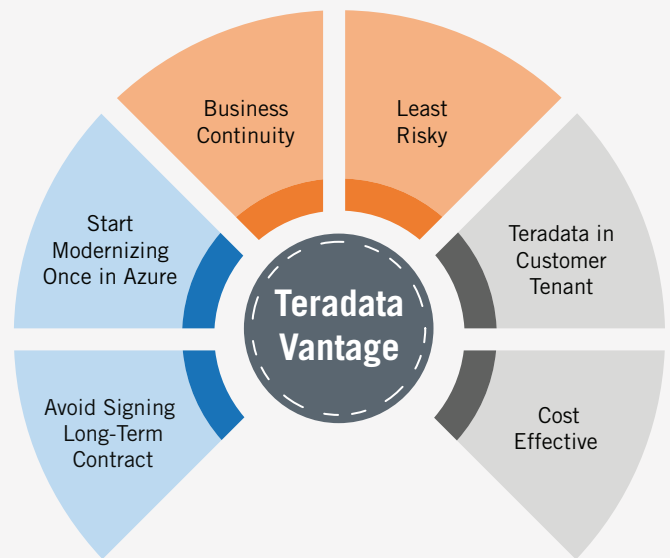 Business
Continuity
Least
Risky
Start
Modernizing
Once in Azure
Teradata in
Customer
Tenant
Teradata
Vantage
Avoid Signing
Long-Term
Contract
Cost
Effective